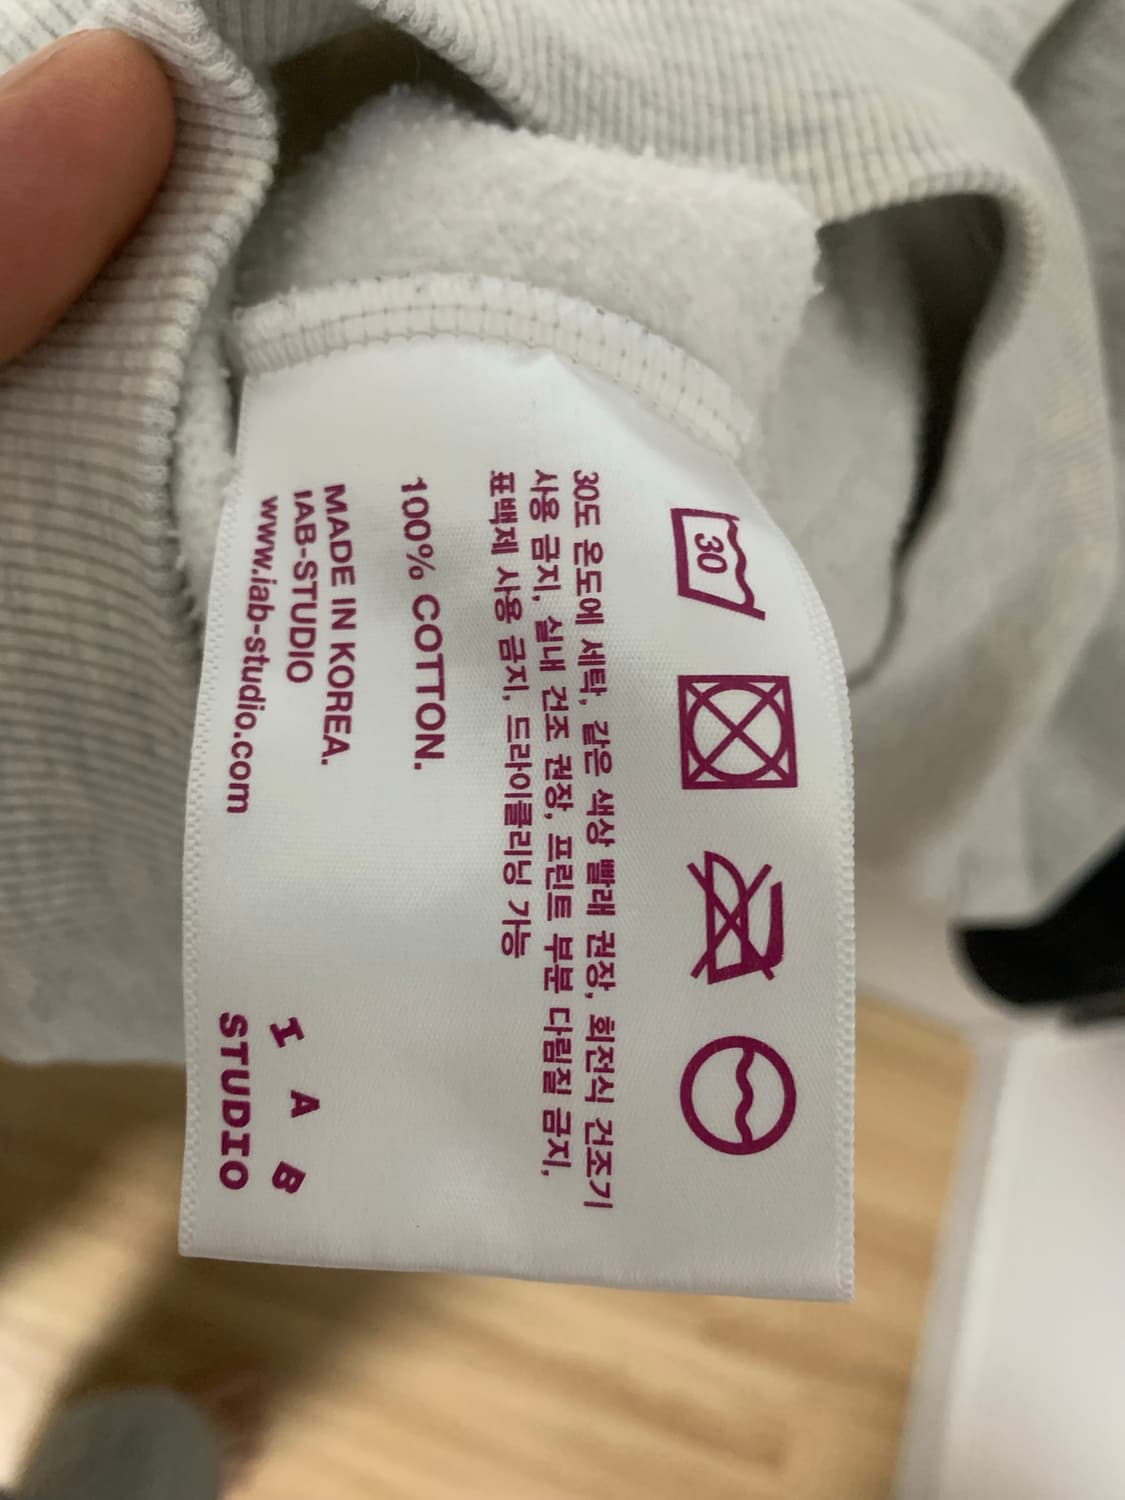 30
30도 온도에 세탁, 같은 색상 빨래 권장, 회전식 건조기
사용 금지, 실내 건조 권장, 프린트 부분 다림질 금지,
표백제 사용 금지, 드라이클리닝 가능
100% COTTON.
MADE IN KOREA.
IAB-STUDIO
www.iab-studio.com
I A B
STUDIO